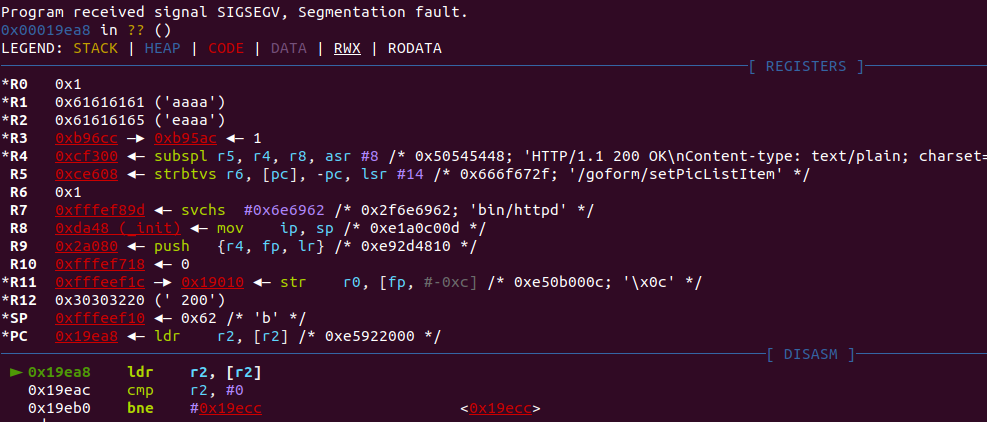 Program received signal SIGSEGV, Segmentation fault.
0x00019ea8 in ?? ()
LEGEND: STACK | HEAP | CODE | DATA | RWX | RODATA
[ REGISTERS ]
*R0 0x1
*R1 0x61616161 ('aaaa')
*R2 0x61616165 ('eaaa')
*R3 0xb96cc —▸ 0xb95ac ◂— 1
*R4 0xcf300 ◂— subspl r5, r4, r8, asr #8 /* 0x50545448; 'HTTP/1.1 200 OK\nContent-type: text/plain; charset=
R5 0xce608 ◂— strbtvs r6, [pc], -pc, lsr #14 /* 0x666f672f; '/goform/setPicListItem' */
R6 0x1
R7 0xfffef89d ◂— svchs #0x6e6962 /* 0x2f6e6962; 'bin/httpd' */
R8 0xda48 (_init) ◂— mov ip, sp /* 0xe1a0c00d */
R9 0x2a080 ◂— push {r4, fp, lr} /* 0xe92d4810 */
R10 0xfffef718 ◂— 0
*R11 0xfffeef1c —▸ 0x19010 ◂— str r0, [fp, #-0xc] /* 0xe50b000c; '\x0c' */
*R12 0x30303220 (' 200')
*SP 0xfffeef10 ◂— 0x62 /* 'b' */
*PC 0x19ea8 ◂— ldr r2, [r2] /* 0xe5922000 */
[ DISASM ]
► 0x19ea8 ldr r2, [r2]
0x19eac cmp r2, #0
0x19eb0 bne #0x19ecc <0x19ecc>